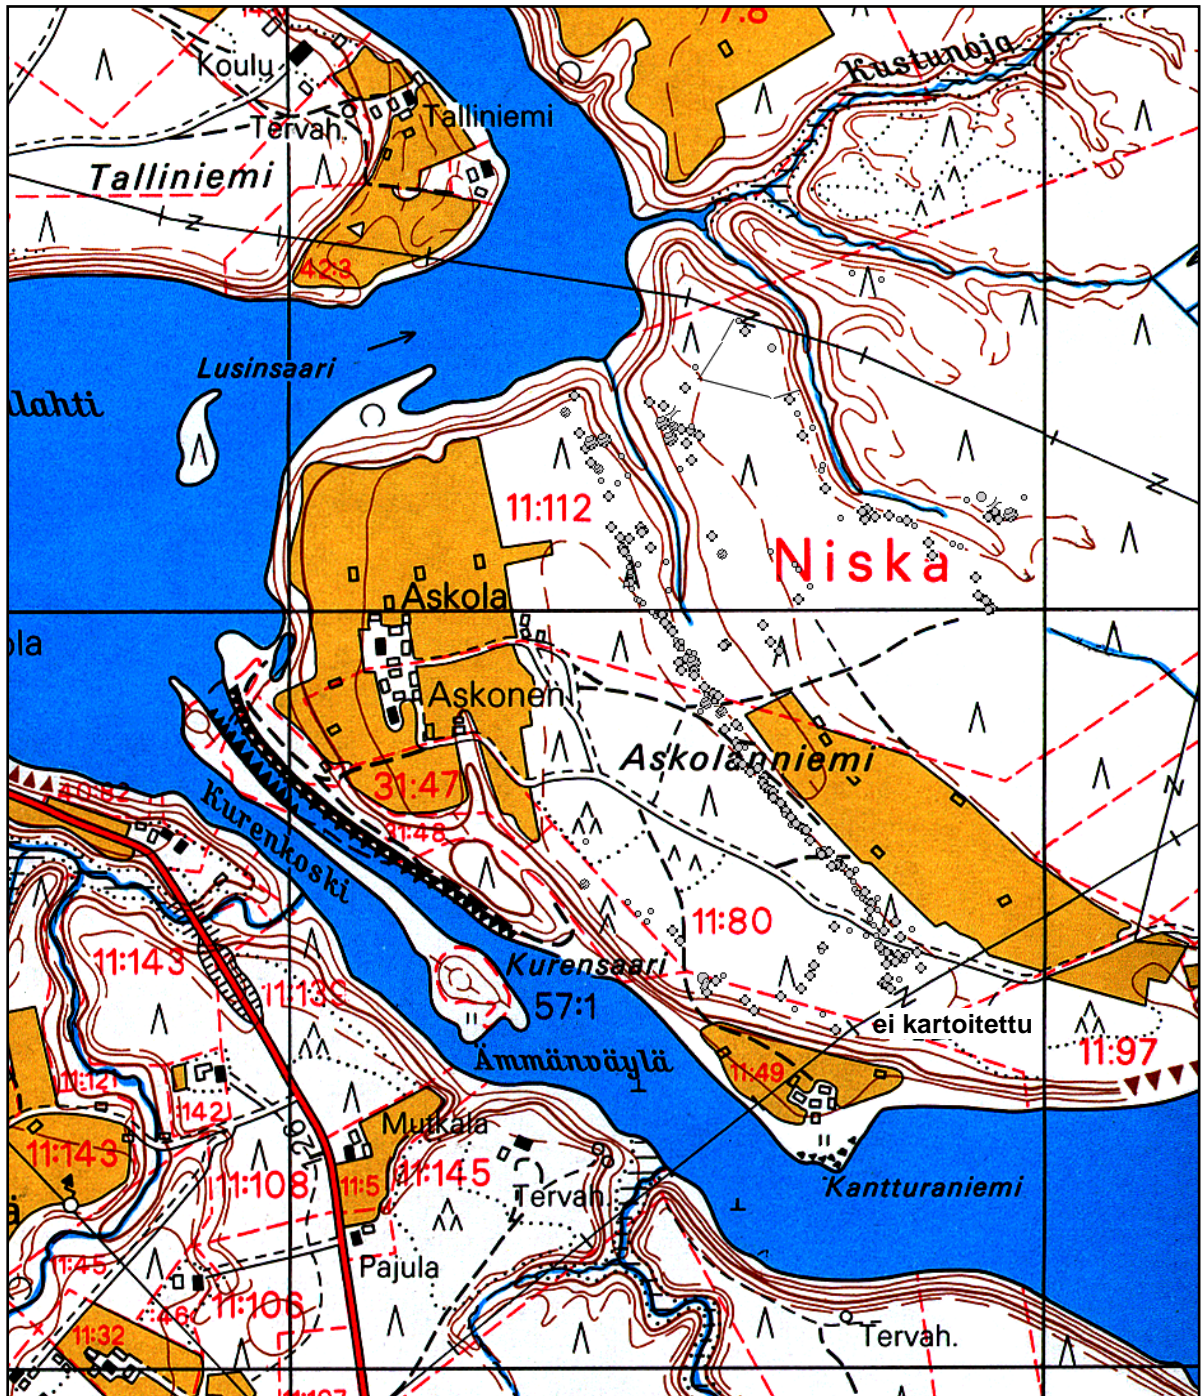 7:8
Koulu
Kustunoja
Tervah.
Talliniemi
Talliniemi
42:3
Z
Z
Lusinsaari
lahti
11:112
Niska
Askola
ola
Askonen
Askolanniemi
Z
31:47
40:82
Kurenkoski
31:48
11:80
11:143
Kurensaari
57:1
Z
ei kartoitettu
11:97
Ämmänväylä
11:49
11:121
142
Mutkala
11:143
126
11:108
11:5
11:145
Tervah.
Kantturaniemi
11:45
Pajula
11:106
:46
11:32
Tervah.
11:107